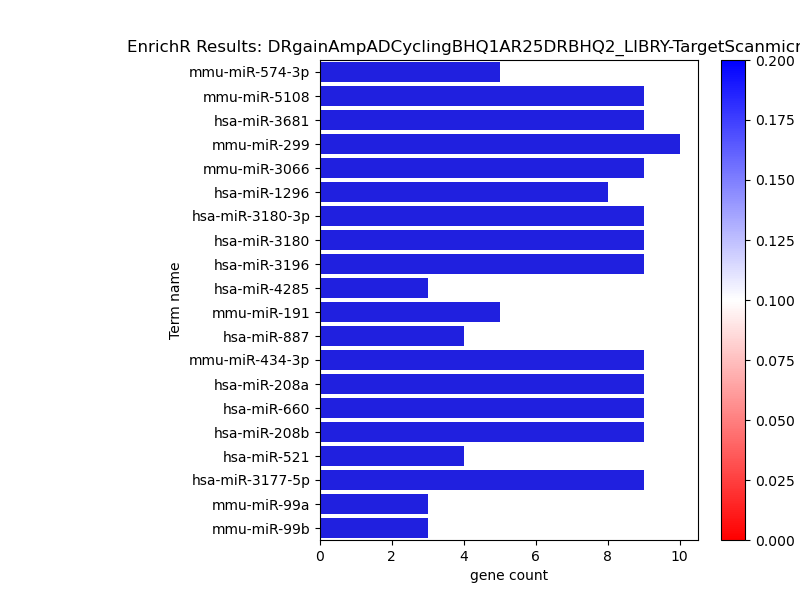 EnrichR Results: DRgainAmpADCyclingBHQ1AR25DRBHQ2_LIBRY-TargetScanmicr
mmu-miR-574-3p
mmu-miR-5108
hsa-miR-3681
mmu-miR-299
mmu-miR-3066
hsa-miR-1296
hsa-miR-3180-3p
hsa-miR-3180
hsa-miR-3196
hsa-miR-4285
mmu-miR-191
hsa-miR-887
mmu-miR-434-3p
hsa-miR-208a
hsa-miR-660
hsa-miR-208b
hsa-miR-521
hsa-miR-3177-5p
mmu-miR-99a
mmu-miR-99b
Term name
0 2 4 6 8 10
gene count
0.200
0.175
0.150
0.125
0.100
0.075
0.050
0.025
0.000